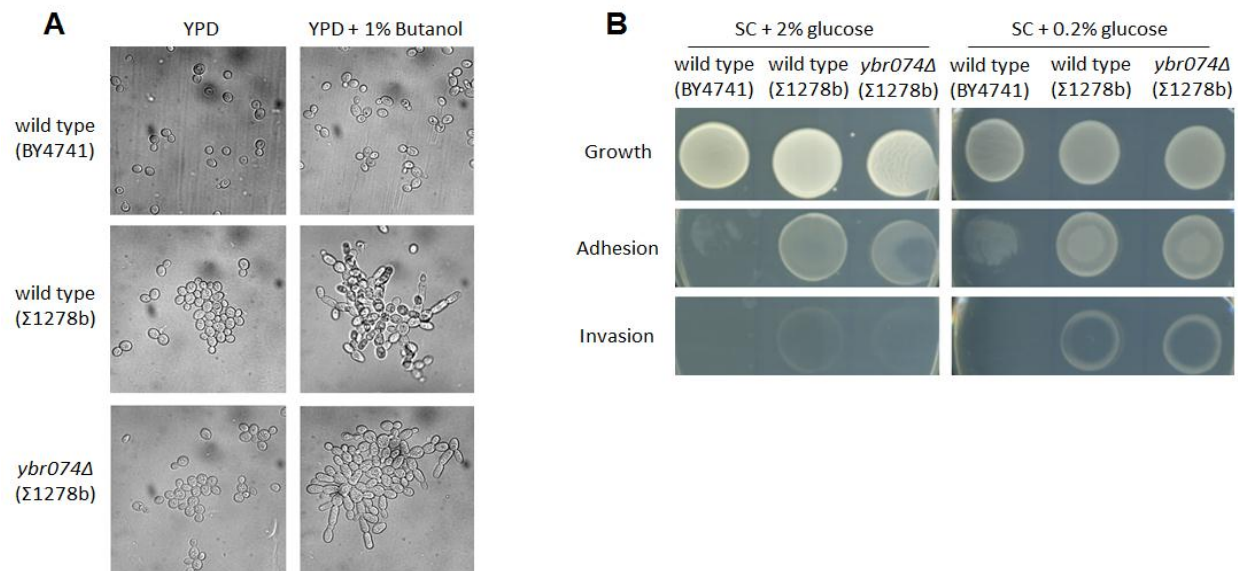 A
YPD
YPD + 1% Butanol
wild type
(BY4741)
wild type
(Σ1278b)
ybr074Δ
(Σ1278b)
B
SC + 2% glucose
SC + 0.2% glucose
wild type
(BY4741)
wild type
(Σ1278b)
ybr074Δ
(Σ1278b)
wild type
(BY4741)
wild type
(Σ1278b)
ybr074Δ
(Σ1278b)
Growth
Adhesion
Invasion